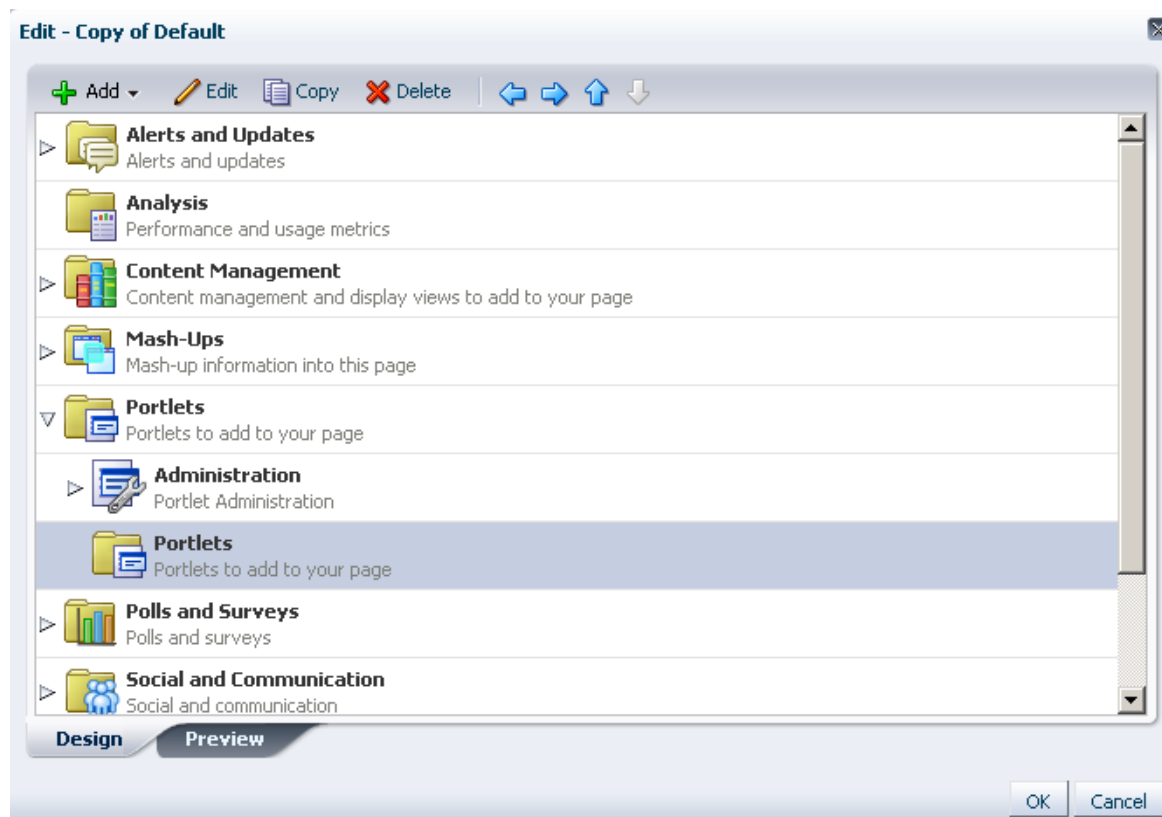 Edit - Copy of Default
Add Edit Copy Delete
Alerts and Updates
Alerts and updates
Analysis
Performance and usage metrics
Content Management
Content management and display views to add to your page
Mash-Ups
Mash-up information into this page
Portlets
Portlets to add to your page
Administration
Portlet Administration
Portlets
Portlets to add to your page
Polls and Surveys
Polls and surveys
Social and Communication
Social and communication
Design Preview
OK Cancel